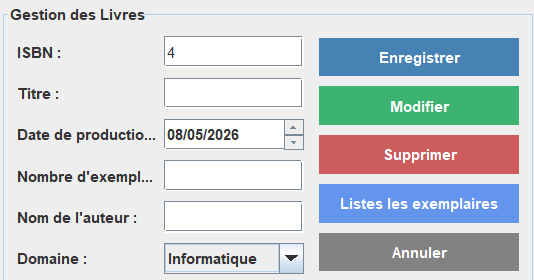 Gestion des Livres
ISBN : 4
Enregistrer
Titre :
Modifier
Date de productio... 08/05/2026
Supprimer
Nombre d'exempl...
Listes les exemplaires
Nom de l'auteur :
Annuler
Domaine : Informatique